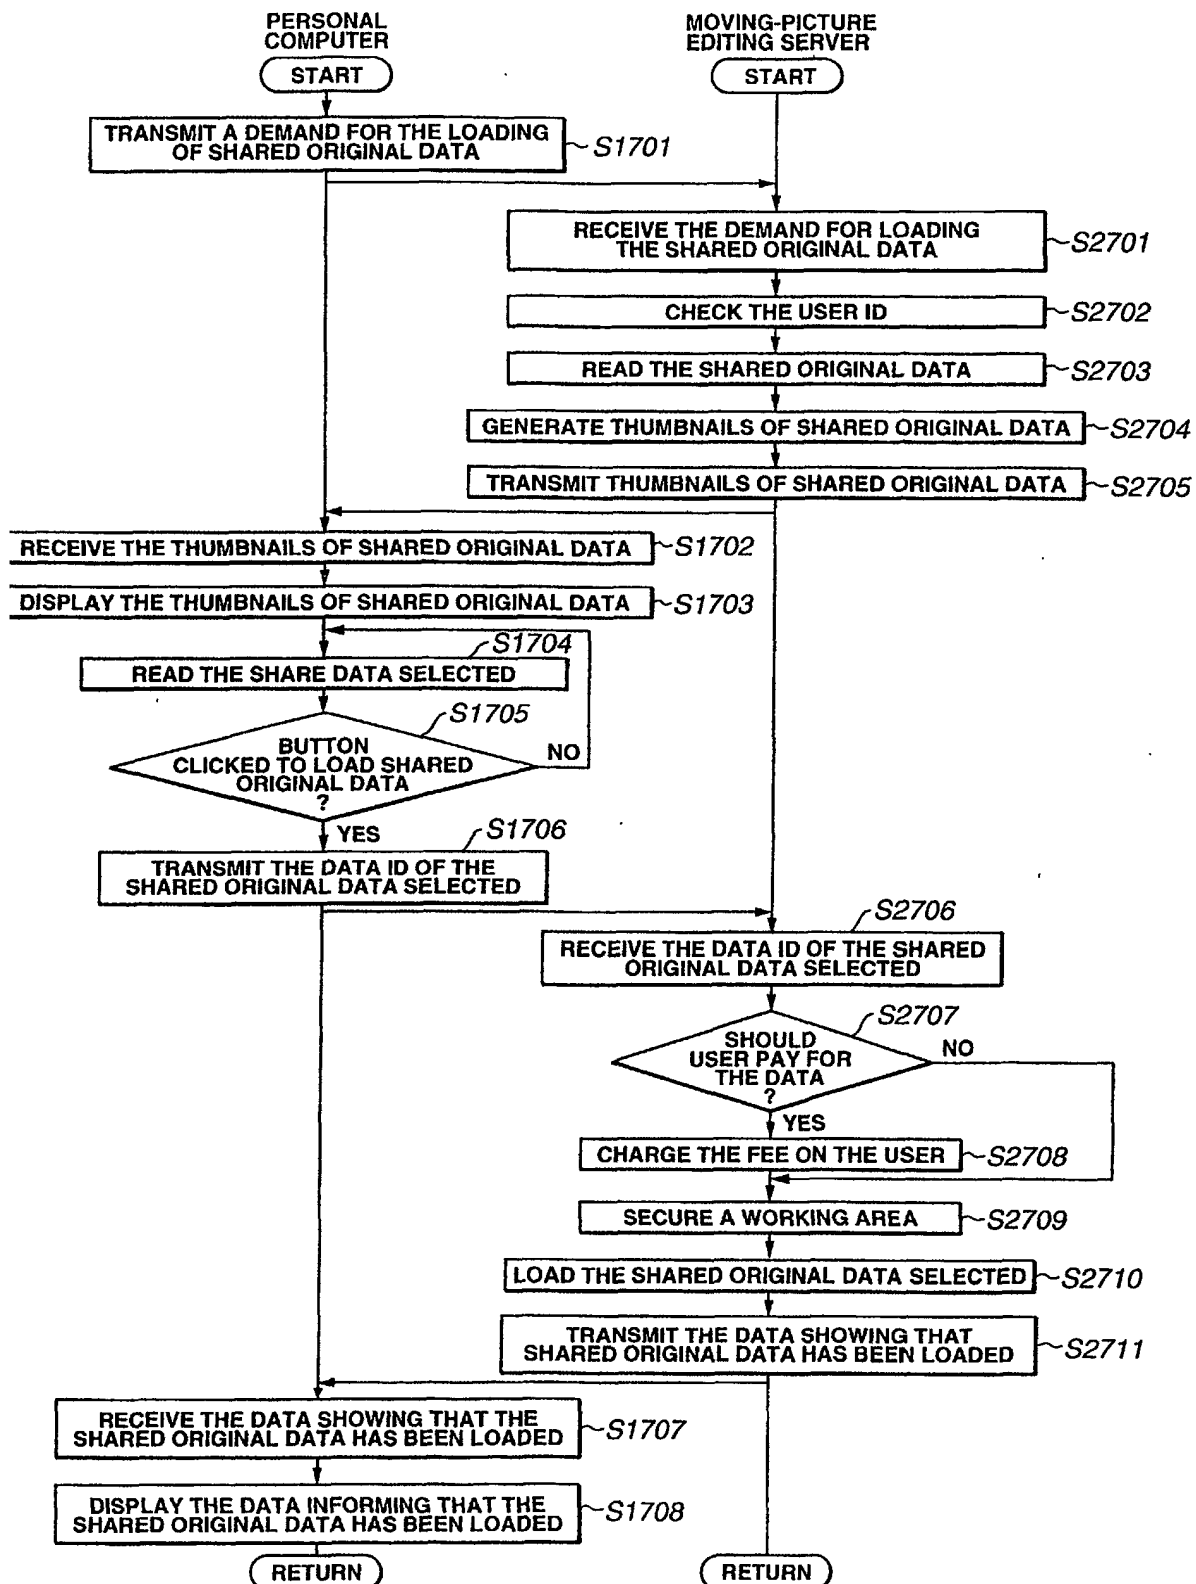 PERSONAL
COMPUTER
MOVING-PICTURE
EDITING SERVER
START
START
TRANSMIT A DEMAND FOR THE LOADING
OF SHARED ORIGINAL DATA
S1701
RECEIVE THE DEMAND FOR LOADING
THE SHARED ORIGINAL DATA
S2701
CHECK THE USER ID
S2702
READ THE SHARED ORIGINAL DATA
S2703
GENERATE THUMBNAILS OF SHARED ORIGINAL DATA
S2704
TRANSMIT THUMBNAILS OF SHARED ORIGINAL DATA
S2705
RECEIVE THE THUMBNAILS OF SHARED ORIGINAL DATA
S1702
DISPLAY THE THUMBNAILS OF SHARED ORIGINAL DATA
S1703
S1704
READ THE SHARE DATA SELECTED
S1705
BUTTON
CLICKED TO LOAD SHARED
ORIGINAL DATA
?
NO
YES
S1706
TRANSMIT THE DATA ID OF THE
SHARED ORIGINAL DATA SELECTED
S2706
RECEIVE THE DATA ID OF THE SHARED
ORIGINAL DATA SELECTED
S2707
SHOULD
USER PAY FOR
THE DATA
?
NO
YES
CHARGE THE FEE ON THE USER
S2708
SECURE A WORKING AREA
S2709
LOAD THE SHARED ORIGINAL DATA SELECTED
S2710
TRANSMIT THE DATA SHOWING THAT
SHARED ORIGINAL DATA HAS BEEN LOADED
S2711
RECEIVE THE DATA SHOWING THAT THE
SHARED ORIGINAL DATA HAS BEEN LOADED
S1707
DISPLAY THE DATA INFORMING THAT THE
SHARED ORIGINAL DATA HAS BEEN LOADED
S1708
RETURN
RETURN